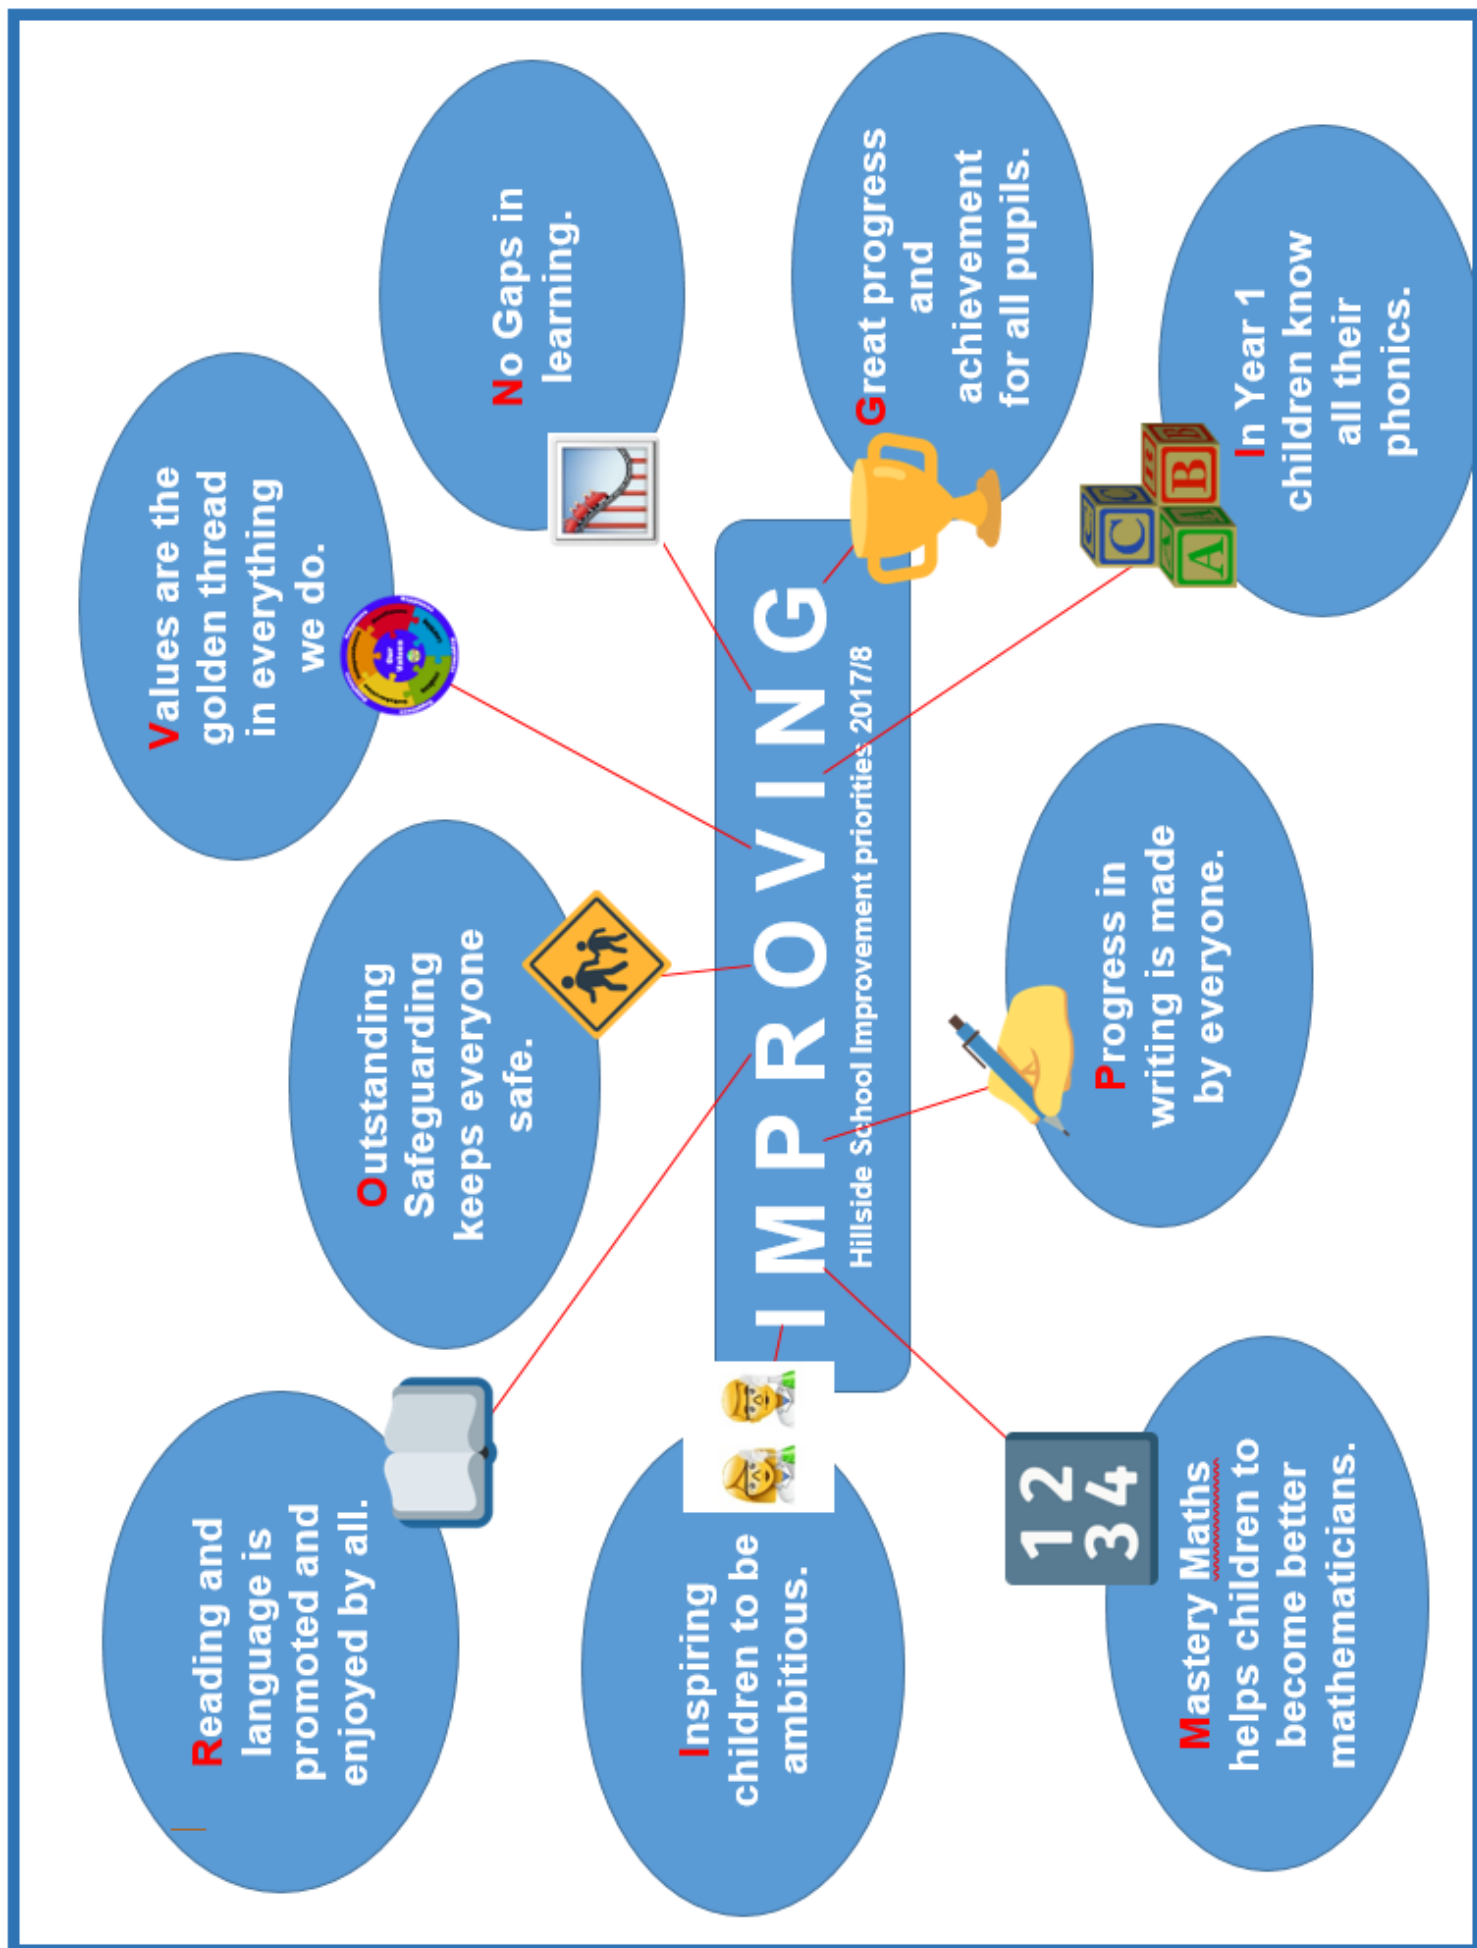 Reading and
language is
promoted and
enjoyed by all.
Outstanding
Safeguarding
keeps everyone
safe.
Values are the
golden thread
in everything
we do.
No Gaps in
learning.
Inspiring
children to be
ambitious.
I M P R O V I N G
Hillside School Improvement priorities 2017/8
Great progress
and
achievement
for all pupils.
1 2
3 4
Mastery Maths
helps children to
become better
mathematicians.
Progress in
writing is made
by everyone.
C
B
A
In Year 1
children know
all their
phonics.
Our
Values